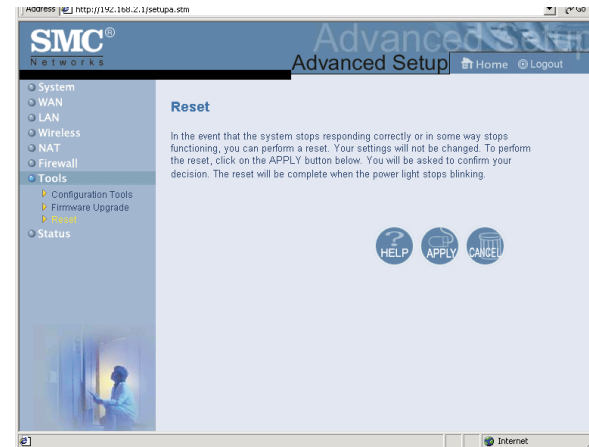 Address http://192.168.2.1/setupa.stm Go
SMC®
Networks
Advanced Setup
Advanced Setup
Home Logout
System
WAN
LAN
Wireless
NAT
Firewall
Tools
Configuration Tools
Firmware Upgrade
Reset
Status
Reset
In the event that the system stops responding correctly or in some way stops
functioning, you can perform a reset. Your settings will not be changed. To perform
the reset, click on the APPLY button below. You will be asked to confirm your
decision. The reset will be complete when the power light stops blinking.
HELP APPLY CANCEL
Internet